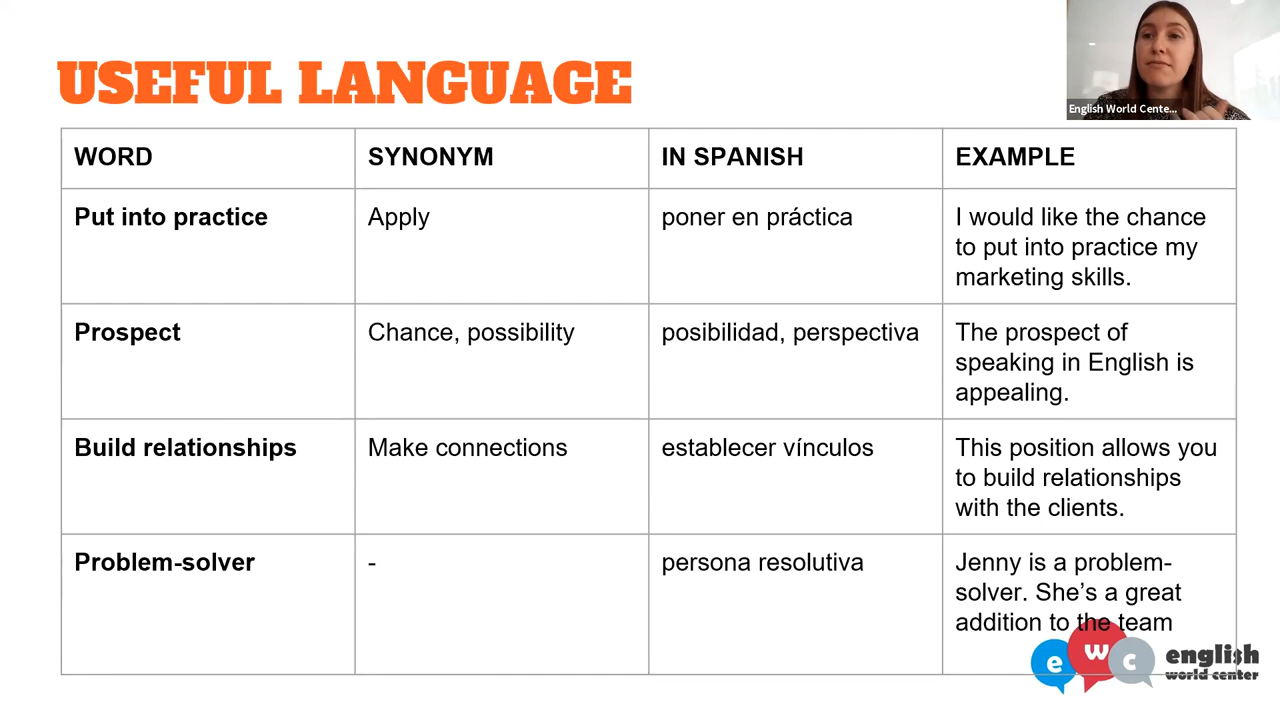 USEFUL LANGUAGE
English World Cente...
WORD
SYNONYM
IN SPANISH
EXAMPLE
Put into practice
Apply
poner en práctica
I would like the chance
to put into practice my
marketing skills.
Prospect
Chance, possibility
posibilidad, perspectiva
The prospect of
speaking in English is
appealing.
Build relationships
Make connections
establecer vínculos
This position allows you
to build relationships
with the clients.
Problem-solver
-
persona resolutiva
Jenny is a problem-
solver. She’s a great
addition to the team
e w c
english
world center